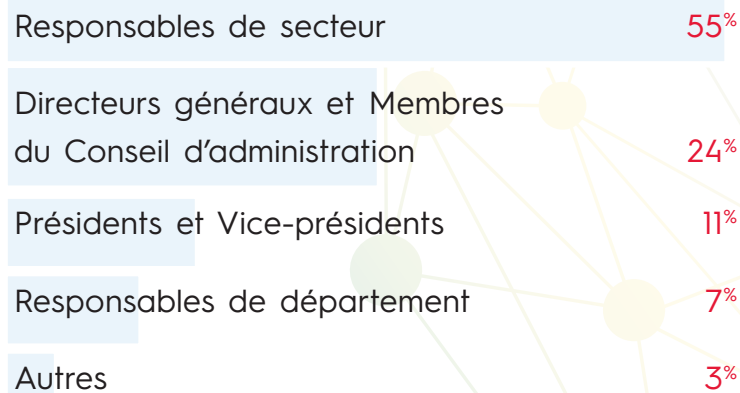 Responsables de secteur 55%
Directeurs généraux et Membres
du Conseil d'administration 24%
Présidents et Vice-présidents 11%
Responsables de département 7%
Autres 3%